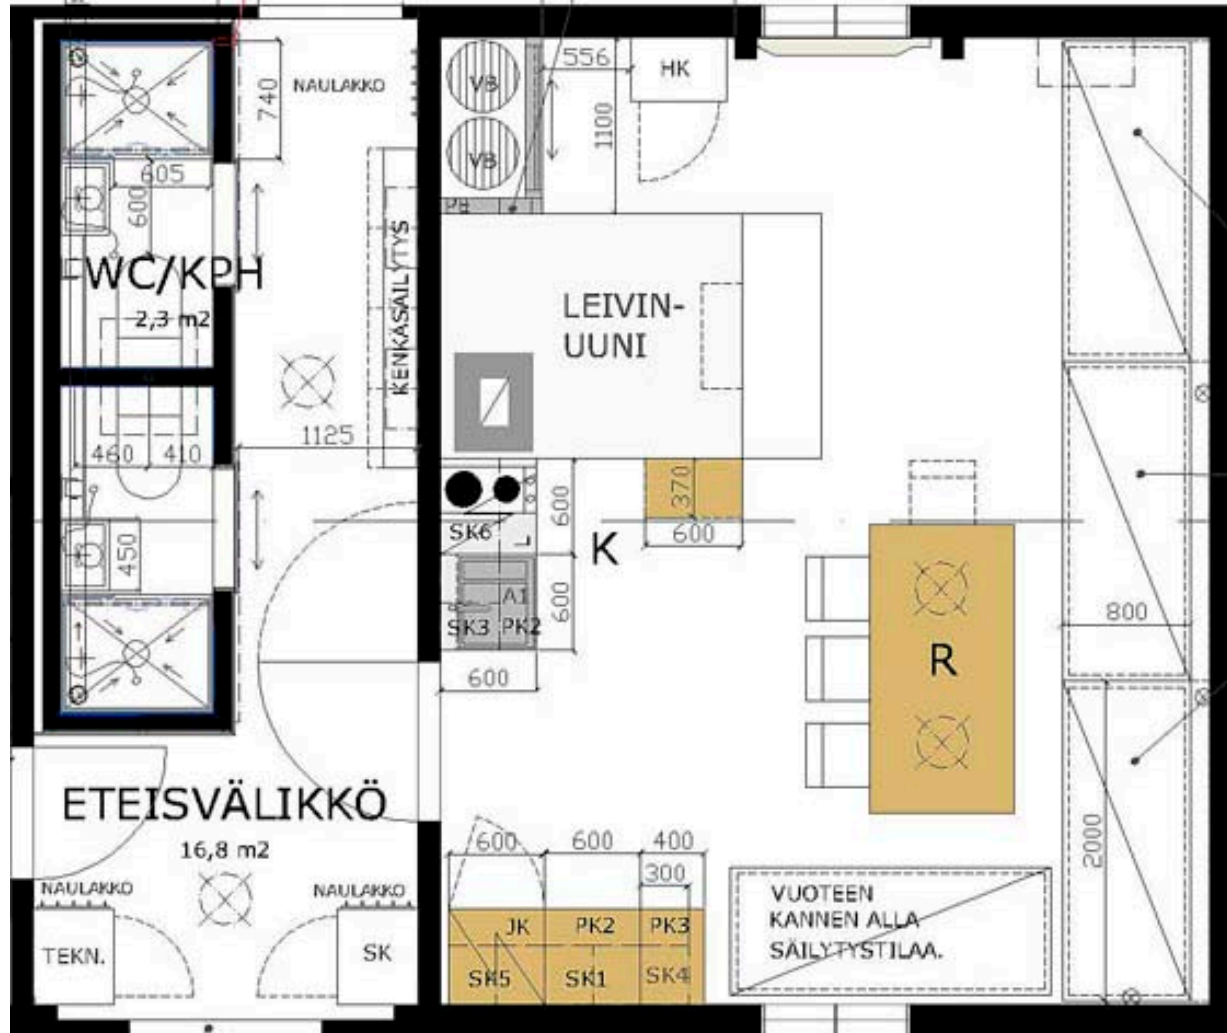 VB
556
HK
NAULAKKO
740
1100
VB
605
600
PB
WC/KPH
2,3 m2
KENKÄSÄILYTYS
LEIVIN-
UUNI
1125
460
410
370
600
600
SK6
L
K
450
A1
600
SK3
PK2
800
600
R
ETEISVÄLIKKÖ
16,8 m2
600
600
400
2000
300
NAULAKKO
NAULAKKO
VUOTEEN
KANNEN ALLA
SÄILYTYSTILAA.
JK
PK2
PK3
TEKN.
SK
SK5
SK1
SK4